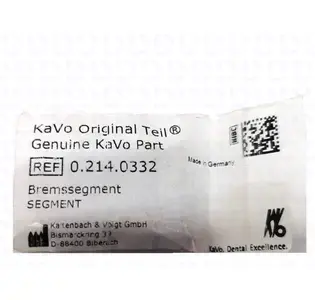 KaVo Original Teil®
Genuine KaVo Part
REF 0.214.0332
Made in Germany
Bremssegment
SEGMENT
Kaltenbach & Voigt GmbH
Bismarckring 39
D-88400 Biberach
KaVo. Dental Excellence.